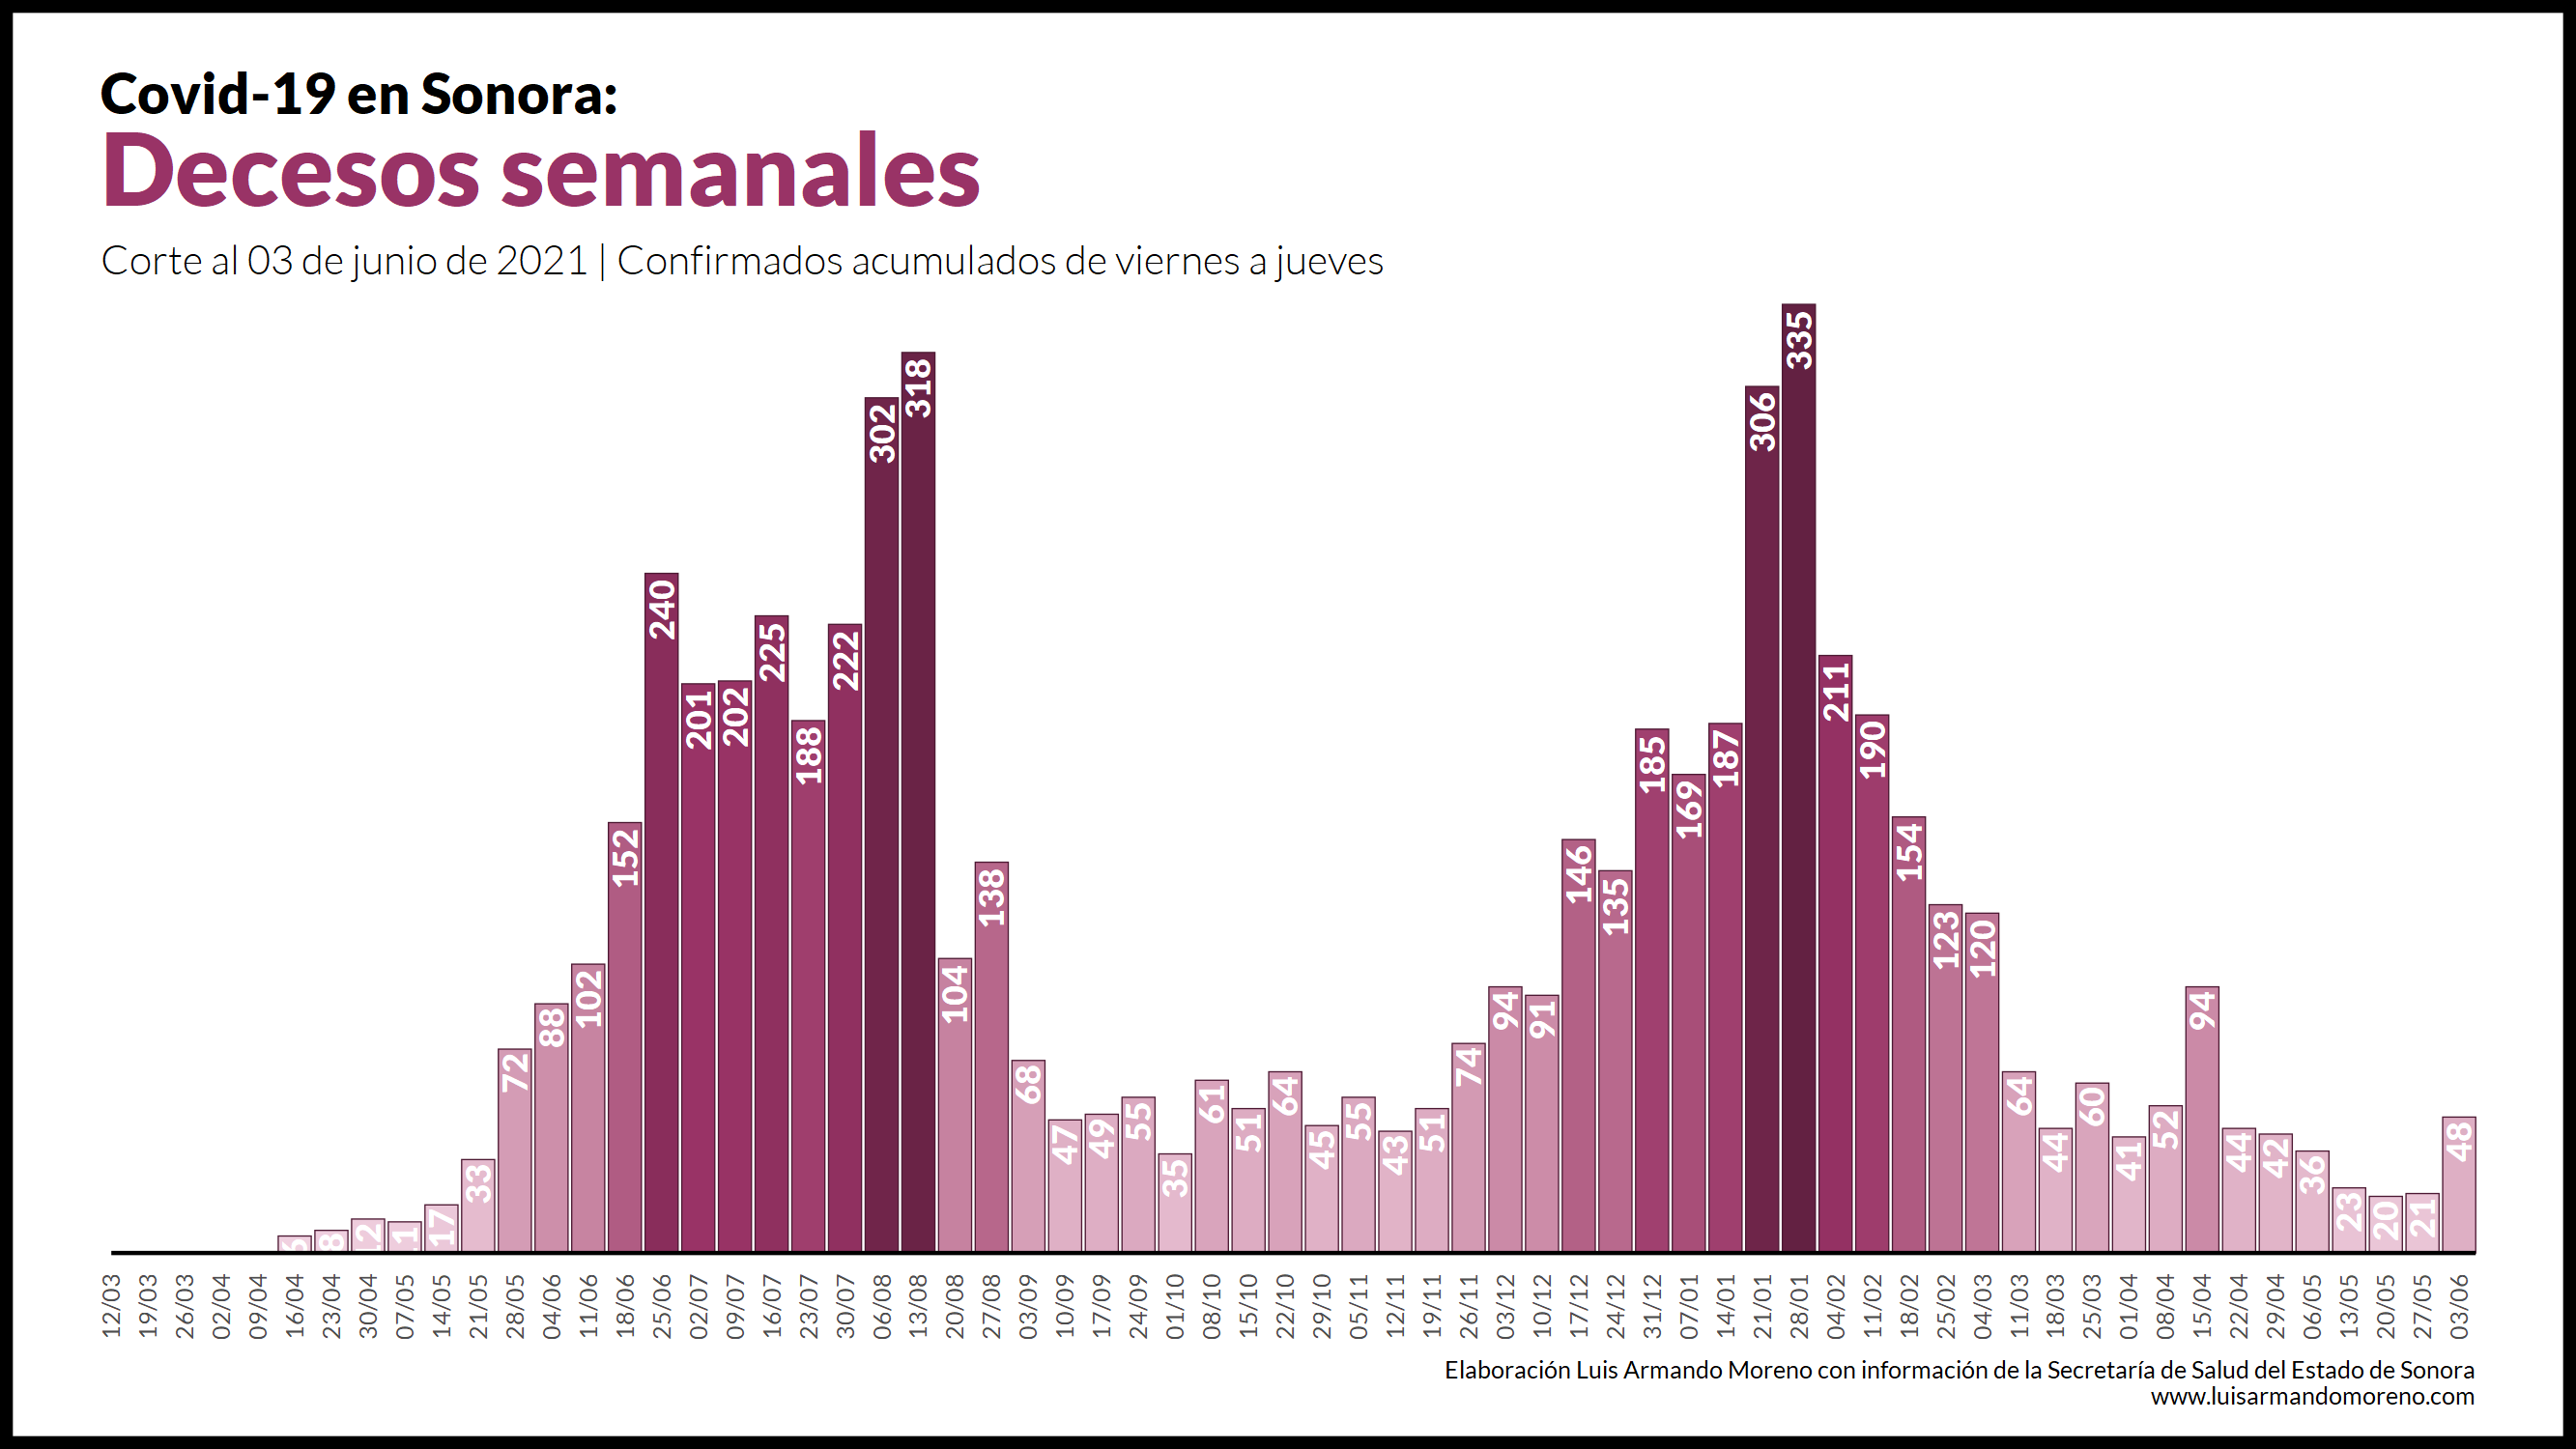 Covid-19 en Sonora:
Decesos semanales
Corte al 03 de junio de 2021 | Confirmados acumulados de viernes a jueves
6 8 12 11 17 33 72 88 102 152 240 201 202 225 188 222 302 318 104 138 68 47 49 55 35 61 51 64 45 55 43 51 74 94 91 146 135 185 169 187 306 335 211 190 154 123 120 64 44 60 41 52 94 44 42 36 23 20 21 48
12/03 19/03 26/03 02/04 09/04 16/04 23/04 30/04 07/05 14/05 21/05 28/05 04/06 11/06 18/06 25/06 02/07 09/07 16/07 23/07 30/07 06/08 13/08 20/08 27/08 03/09 10/09 17/09 24/09 01/10 08/10 15/10 22/10 29/10 05/11 12/11 19/11 26/11 03/12 10/12 17/12 24/12 31/12 07/01 14/01 21/01 28/01 04/02 11/02 18/02 25/02 04/03 11/03 18/03 25/03 01/04 08/04 15/04 22/04 29/04 06/05 13/05 20/05 27/05 03/06
Elaboración Luis Armando Moreno con información de la Secretaría de Salud del Estado de Sonora
www.luisarmandomoreno.com